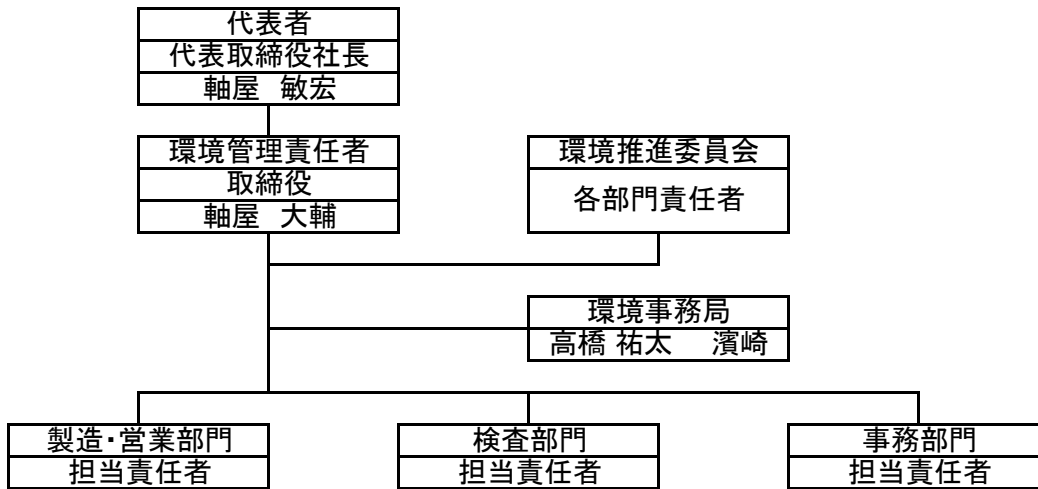 代表者
代表取締役社長
軸屋 敏宏
環境管理責任者
取締役
軸屋 大輔
環境推進委員会
各部門責任者
環境事務局
高橋 祐太 濱崎
製造・営業部門
担当責任者
検査部門
担当責任者
事務部門
担当責任者